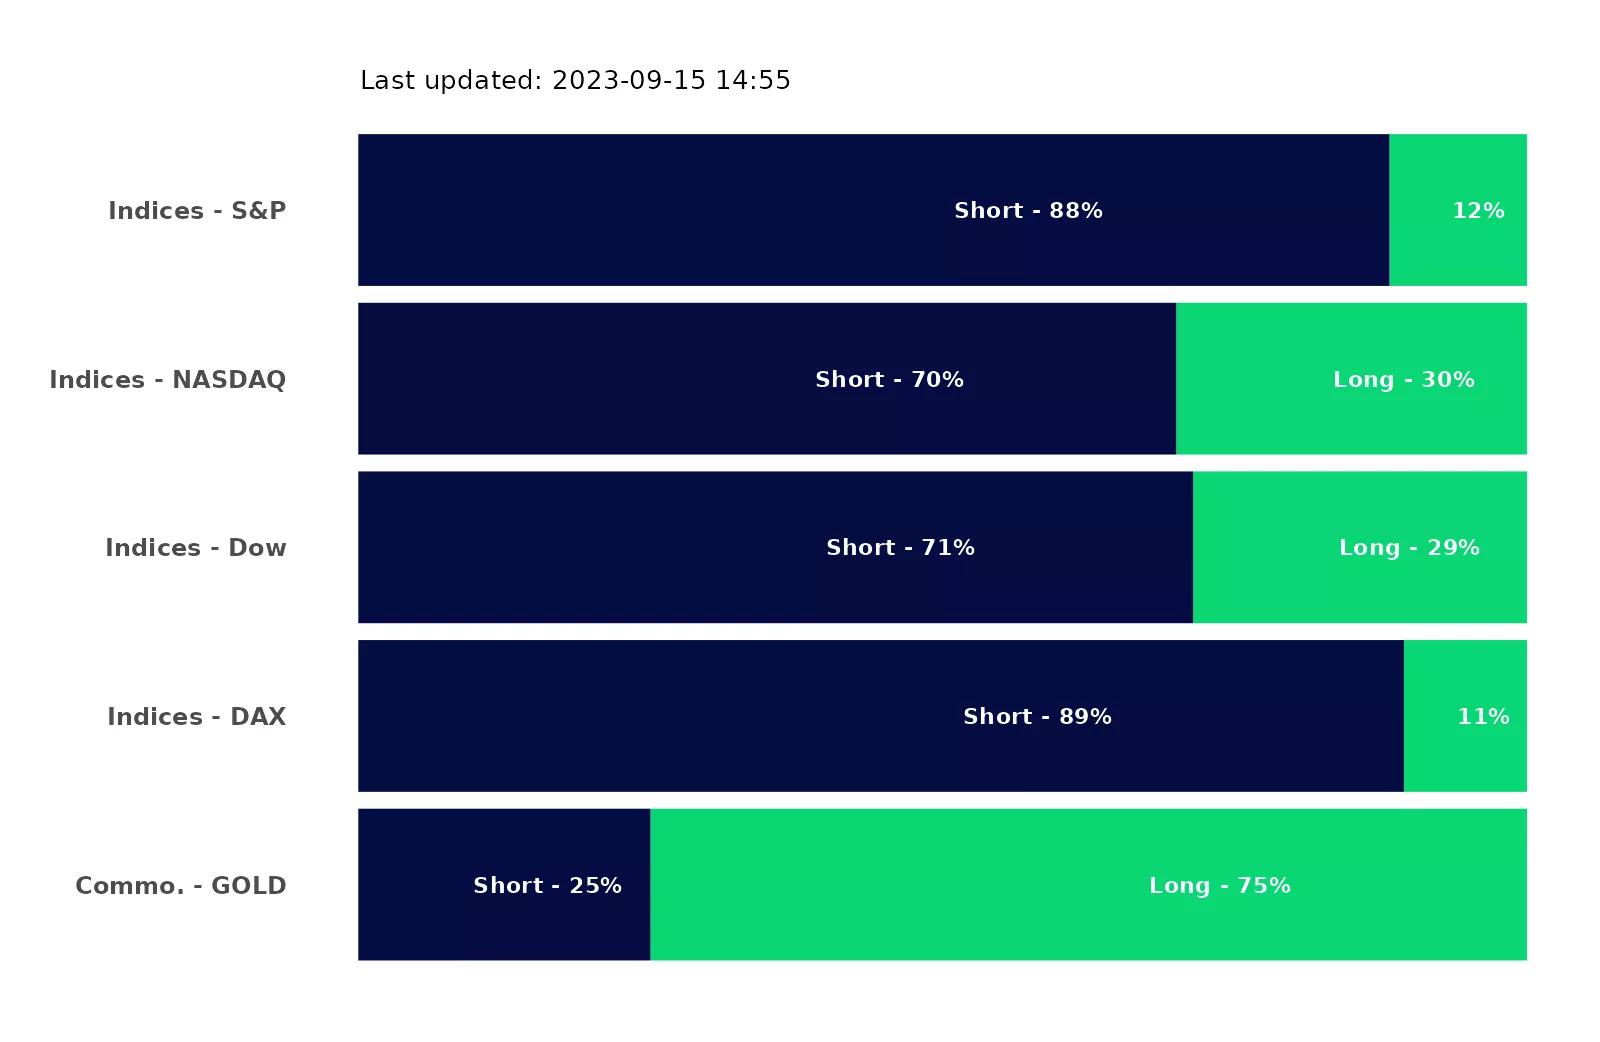 Last updated: 2023-09-15 14:55
Indices - S&P Short - 88% 12%
Indices - NASDAQ Short - 70% Long - 30%
Indices - Dow Short - 71% Long - 29%
Indices - DAX Short - 89% 11%
Commo. - GOLD Short - 25% Long - 75%